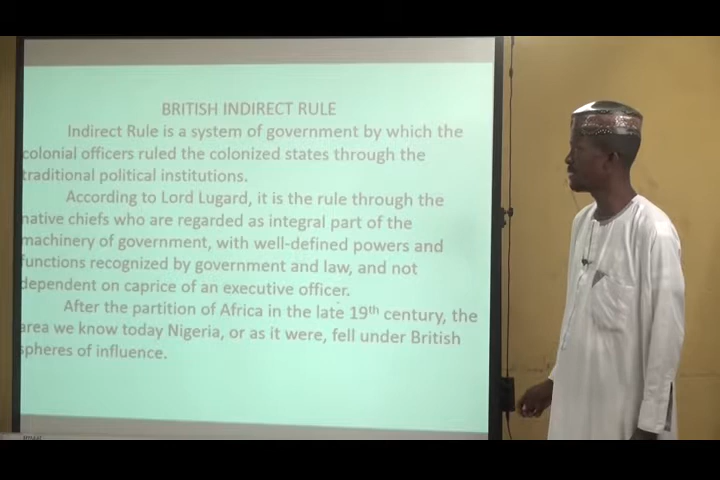 BRITISH INDIRECT RULE
Indirect Rule is a system of government by which the
colonial officers ruled the colonized states through the
traditional political institutions.
According to Lord Lugard, it is the rule through the
native chiefs who are regarded as integral part of the
machinery of government, with well-defined powers and
functions recognized by government and law, and not
dependent on caprice of an executive officer.
After the partition of Africa in the late 19th century, the
area we know today Nigeria, or as it were, fell under British
spheres of influence.